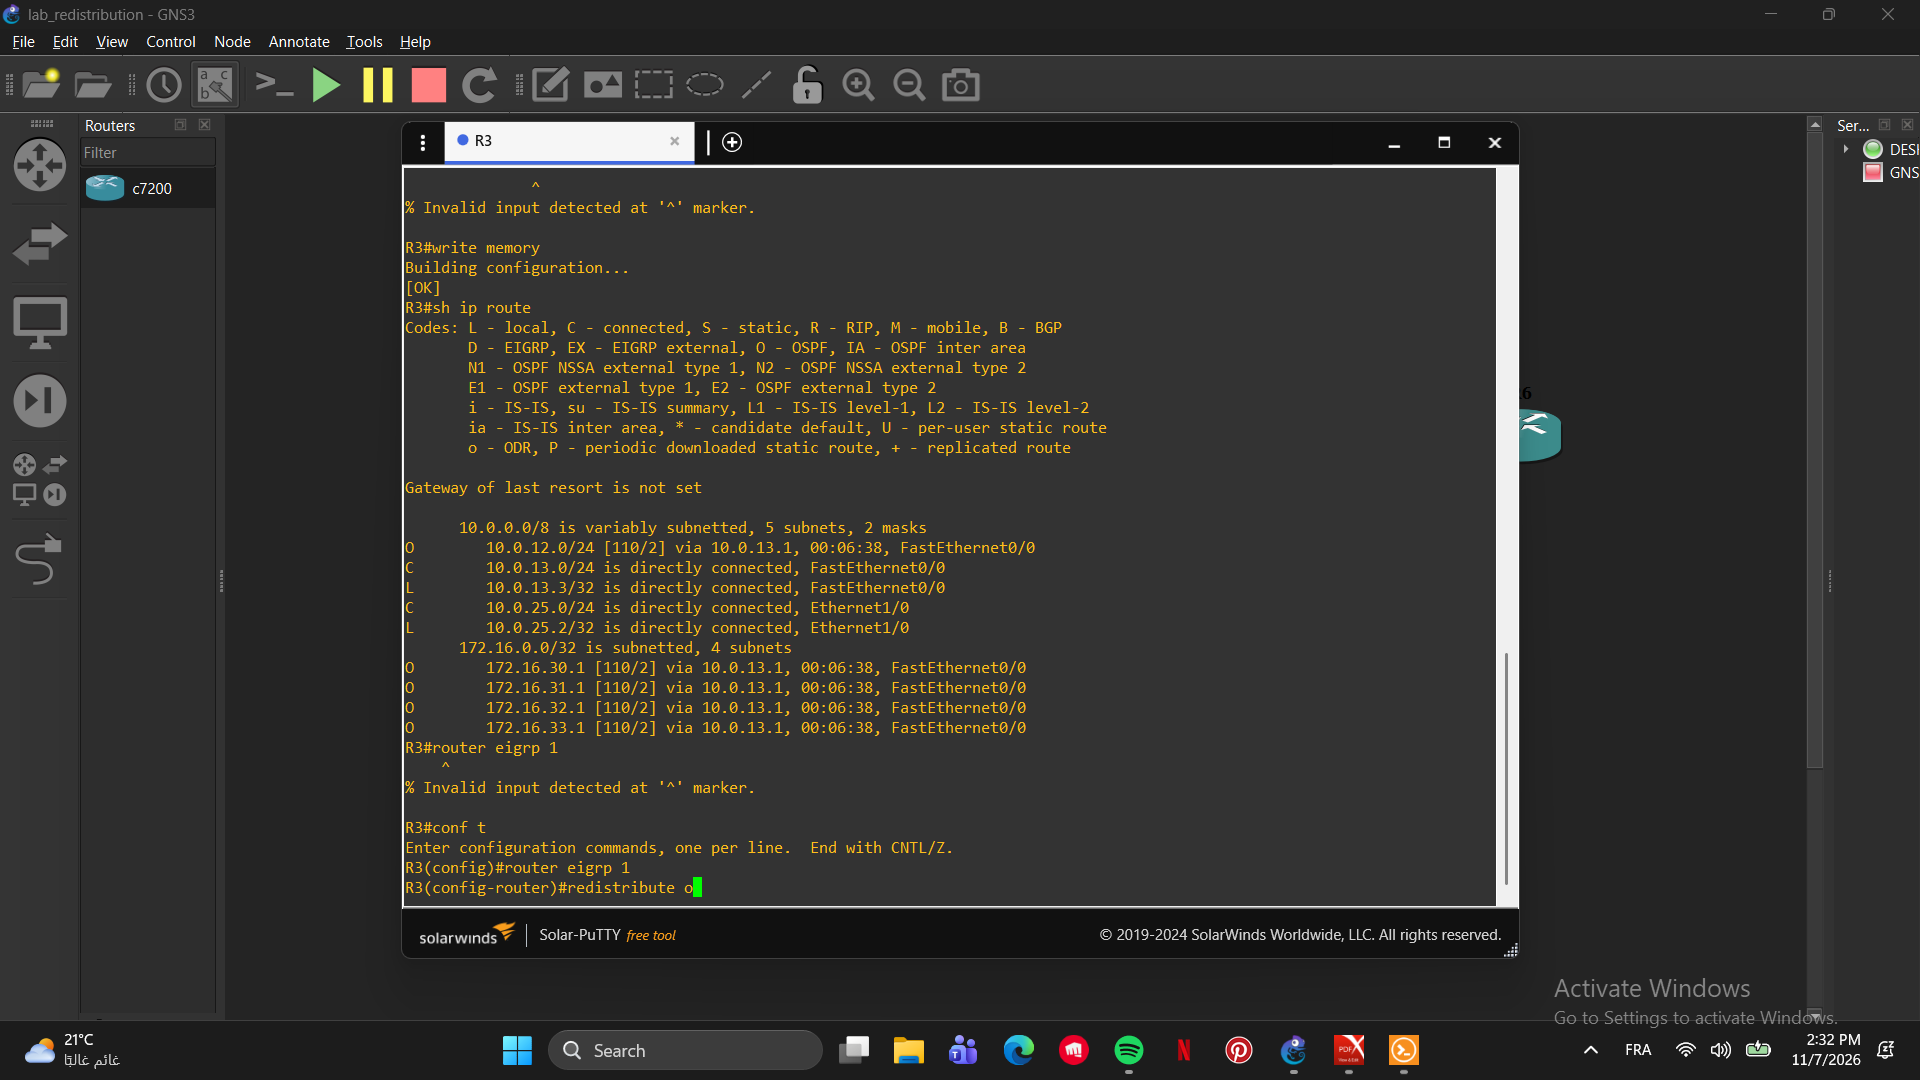 lab_redistribution - GNS3
File Edit View Control Node Annotate Tools Help
Routers
Filter
c7200
R3
^
% Invalid input detected at '^' marker.
R3#write memory
Building configuration...
[OK]
R3#sh ip route
Codes: L - local, C - connected, S - static, R - RIP, M - mobile, B - BGP
D - EIGRP, EX - EIGRP external, O - OSPF, IA - OSPF inter area
N1 - OSPF NSSA external type 1, N2 - OSPF NSSA external type 2
E1 - OSPF external type 1, E2 - OSPF external type 2
i - IS-IS, su - IS-IS summary, L1 - IS-IS level-1, L2 - IS-IS level-2
ia - IS-IS inter area, * - candidate default, U - per-user static route
o - ODR, P - periodic downloaded static route, + - replicated route
Gateway of last resort is not set
10.0.0.0/8 is variably subnetted, 5 subnets, 2 masks
O 10.0.12.0/24 [110/2] via 10.0.13.1, 00:06:38, FastEthernet0/0
C 10.0.13.0/24 is directly connected, FastEthernet0/0
L 10.0.13.3/32 is directly connected, FastEthernet0/0
C 10.0.25.0/24 is directly connected, Ethernet1/0
L 10.0.25.2/32 is directly connected, Ethernet1/0
172.16.0.0/32 is subnetted, 4 subnets
O 172.16.30.1 [110/2] via 10.0.13.1, 00:06:38, FastEthernet0/0
O 172.16.31.1 [110/2] via 10.0.13.1, 00:06:38, FastEthernet0/0
O 172.16.32.1 [110/2] via 10.0.13.1, 00:06:38, FastEthernet0/0
O 172.16.33.1 [110/2] via 10.0.13.1, 00:06:38, FastEthernet0/0
R3#router eigrp 1
^
% Invalid input detected at '^' marker.
R3#conf t
Enter configuration commands, one per line. End with CNTL/Z.
R3(config)#router eigrp 1
R3(config-router)#redistribute o
solarwinds Solar-PuTTY free tool
© 2019-2024 SolarWinds Worldwide, LLC. All rights reserved.
Ser...
DESH
GNS
Activate Windows
Go to Settings to activate Windows.
21°C
غائم غالبًا
Search
FRA
2:32 PM
11/7/2026